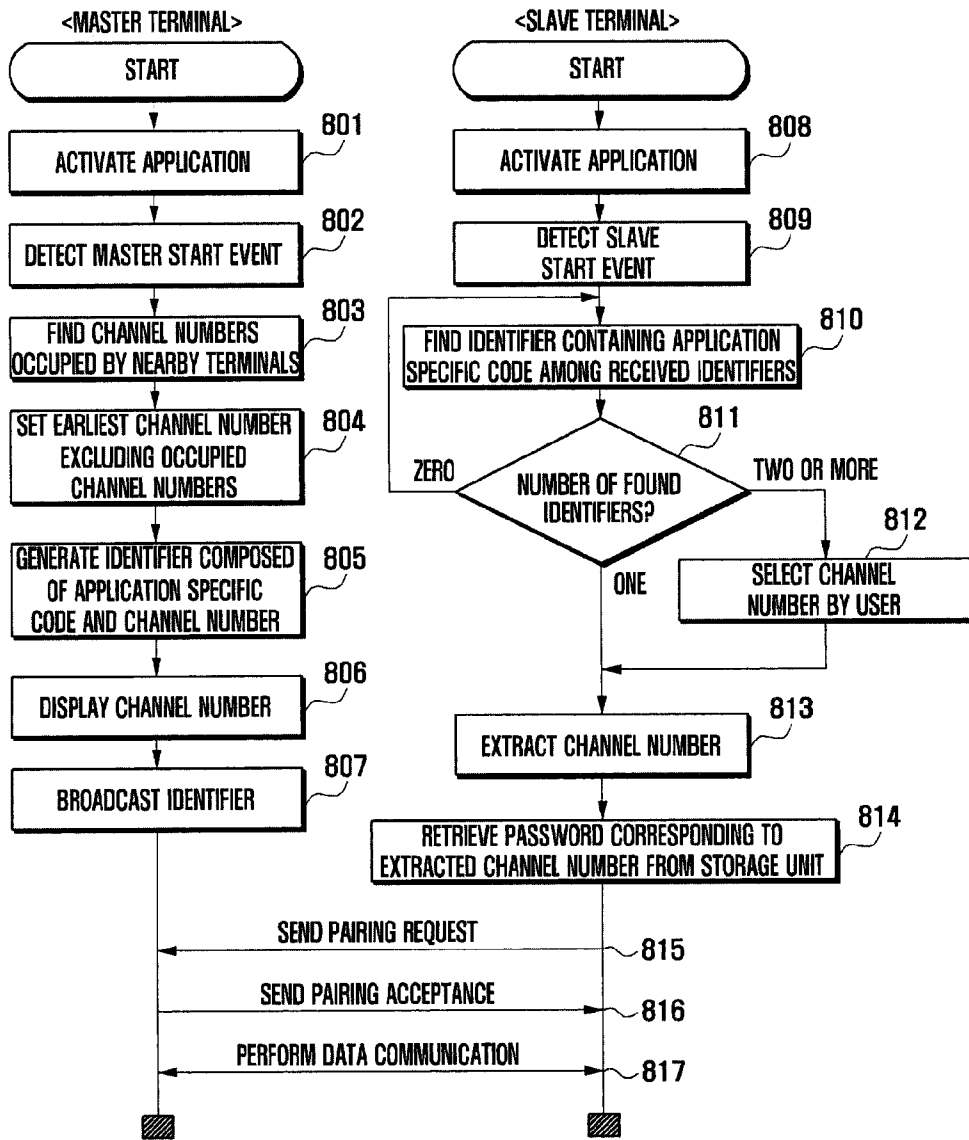 <MASTER TERMINAL>
START
801
ACTIVATE APPLICATION
802
DETECT MASTER START EVENT
803
FIND CHANNEL NUMBERS
OCCUPIED BY NEARBY TERMINALS
804
SET EARLIEST CHANNEL NUMBER
EXCLUDING OCCUPIED
CHANNEL NUMBERS
805
GENERATE IDENTIFIER COMPOSED
OF APPLICATION SPECIFIC
CODE AND CHANNEL NUMBER
806
DISPLAY CHANNEL NUMBER
807
BROADCAST IDENTIFIER
<SLAVE TERMINAL>
START
808
ACTIVATE APPLICATION
809
DETECT SLAVE
START EVENT
810
FIND IDENTIFIER CONTAINING APPLICATION
SPECIFIC CODE AMONG RECEIVED IDENTIFIERS
811
ZERO
NUMBER OF FOUND
IDENTIFIERS?
TWO OR MORE
ONE
812
SELECT CHANNEL
NUMBER BY USER
813
EXTRACT CHANNEL NUMBER
814
RETRIEVE PASSWORD CORRESPONDING TO
EXTRACTED CHANNEL NUMBER FROM STORAGE UNIT
SEND PAIRING REQUEST
815
SEND PAIRING ACCEPTANCE
816
PERFORM DATA COMMUNICATION
817